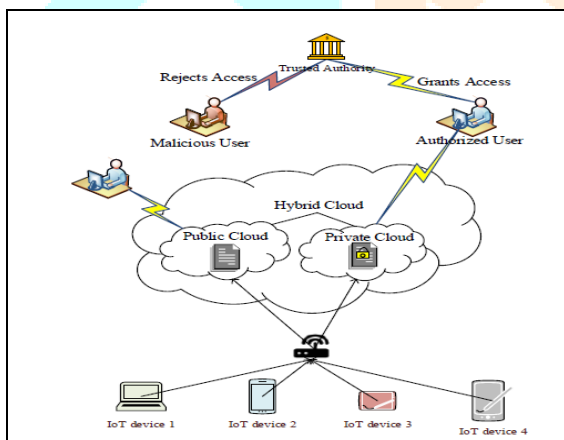 Trusted Authority
Rejects Access
Grants Access
Malicious User
Authorized User
Hybrid Cloud
Public Cloud
Private Cloud
IoT device 1
IoT device 2
IoT device 3
IoT device 4